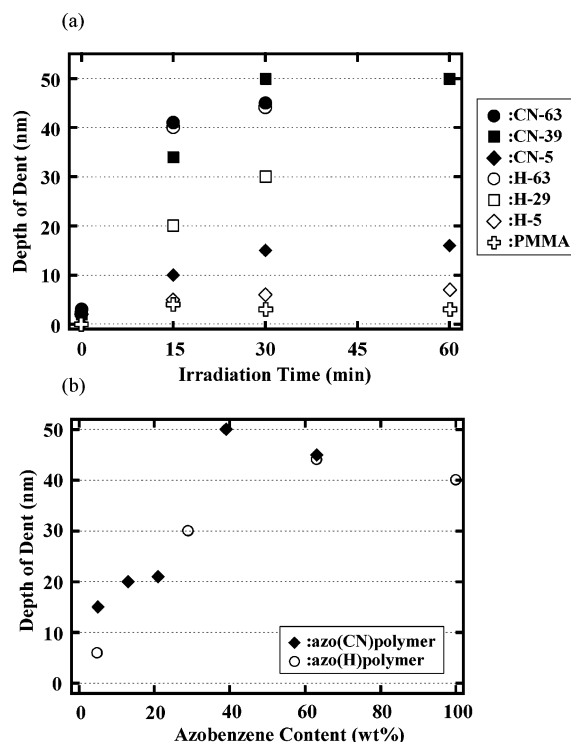 (a)
50
40
30
20
10
0
Depth of Dent (nm)
0 15 30 45 60
Irradiation Time (min)
:CN-63
:CN-39
:CN-5
:H-63
:H-29
:H-5
:PMMA
(b)
50
40
30
20
10
0
Depth of Dent (nm)
:azo(CN)polymer
:azo(H)polymer
0 20 40 60 80 100
Azobenzene Content (wt%)